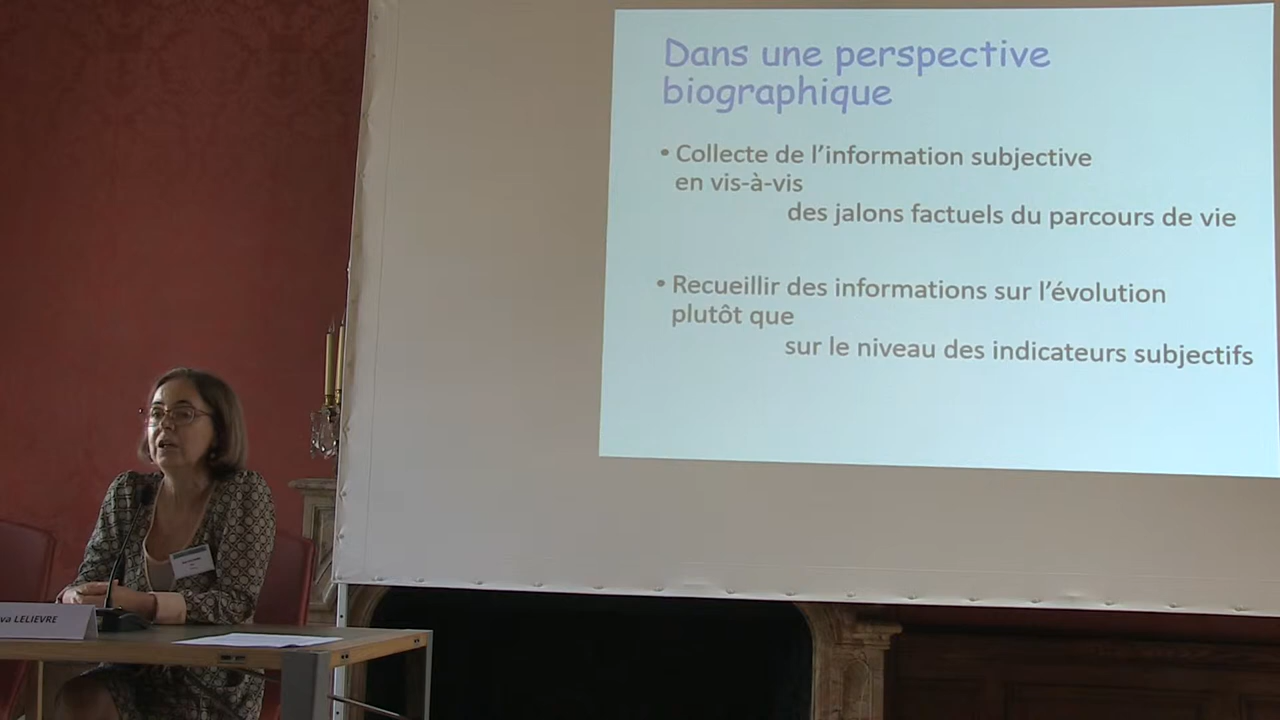 Dans une perspective
biographique
• Collecte de l'information subjective
en vis-à-vis
des jalons factuels du parcours de vie
• Recueillir des informations sur l'évolution
plutôt que
sur le niveau des indicateurs subjectifs
va LELIEVRE